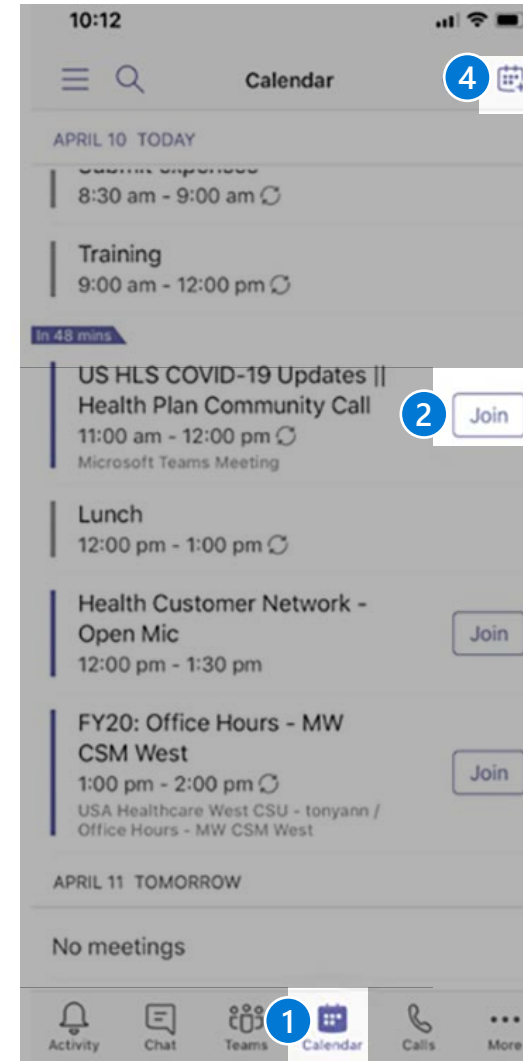 10:12
Calendar
4
APRIL 10 TODAY
Submit expenses
8:30 am - 9:00 am
Training
9:00 am - 12:00 pm
In 48 mins
US HLS COVID-19 Updates ||
Health Plan Community Call
2
Join
11:00 am - 12:00 pm
Microsoft Teams Meeting
Lunch
12:00 pm - 1:00 pm
Health Customer Network -
Open Mic
Join
12:00 pm - 1:30 pm
FY20: Office Hours - MW
CSM West
Join
1:00 pm - 2:00 pm
USA Healthcare West CSU - tonyann /
Office Hours - MW CSM West
APRIL 11 TOMORROW
No meetings
1
Activity Chat Teams Calendar Calls More